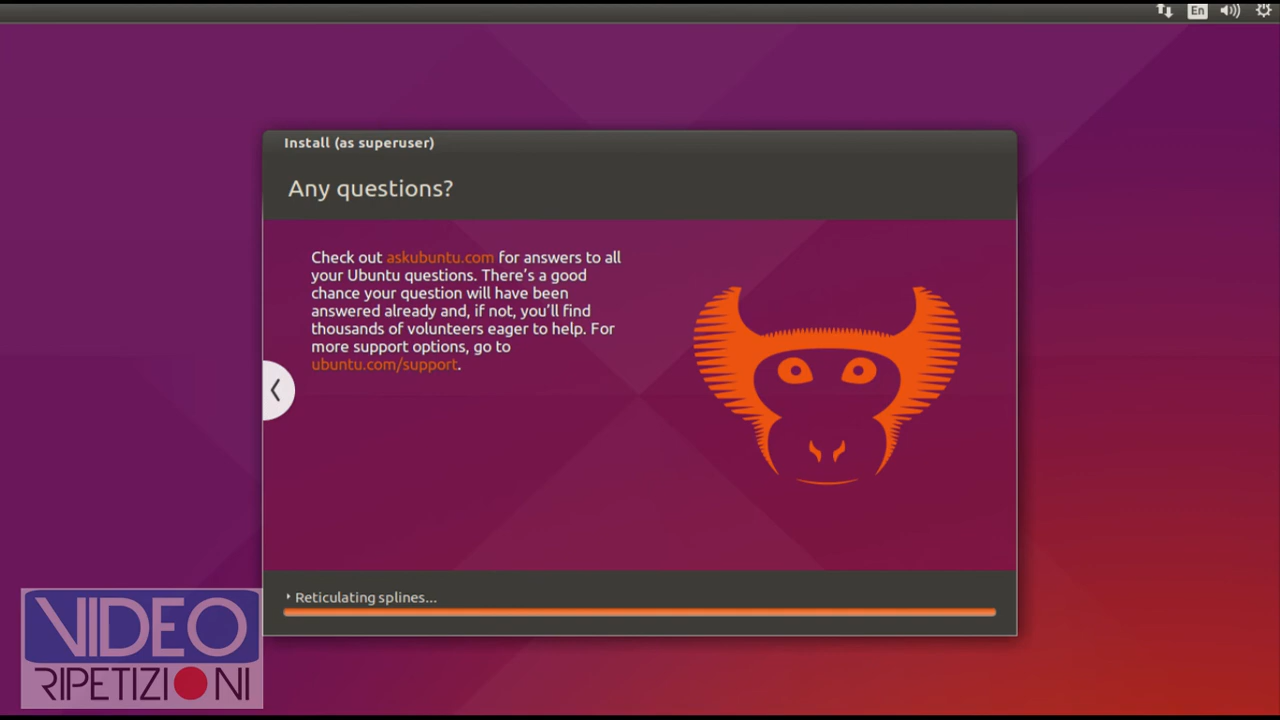 En
Install (as superuser)
Any questions?
Check out askubuntu.com for answers to all
your Ubuntu questions. There's a good
chance your question will have been
answered already and, if not, you'll find
thousands of volunteers eager to help. For
more support options, go to
ubuntu.com/support.
Reticulating splines...
VIDEO
RIPETIZIONI